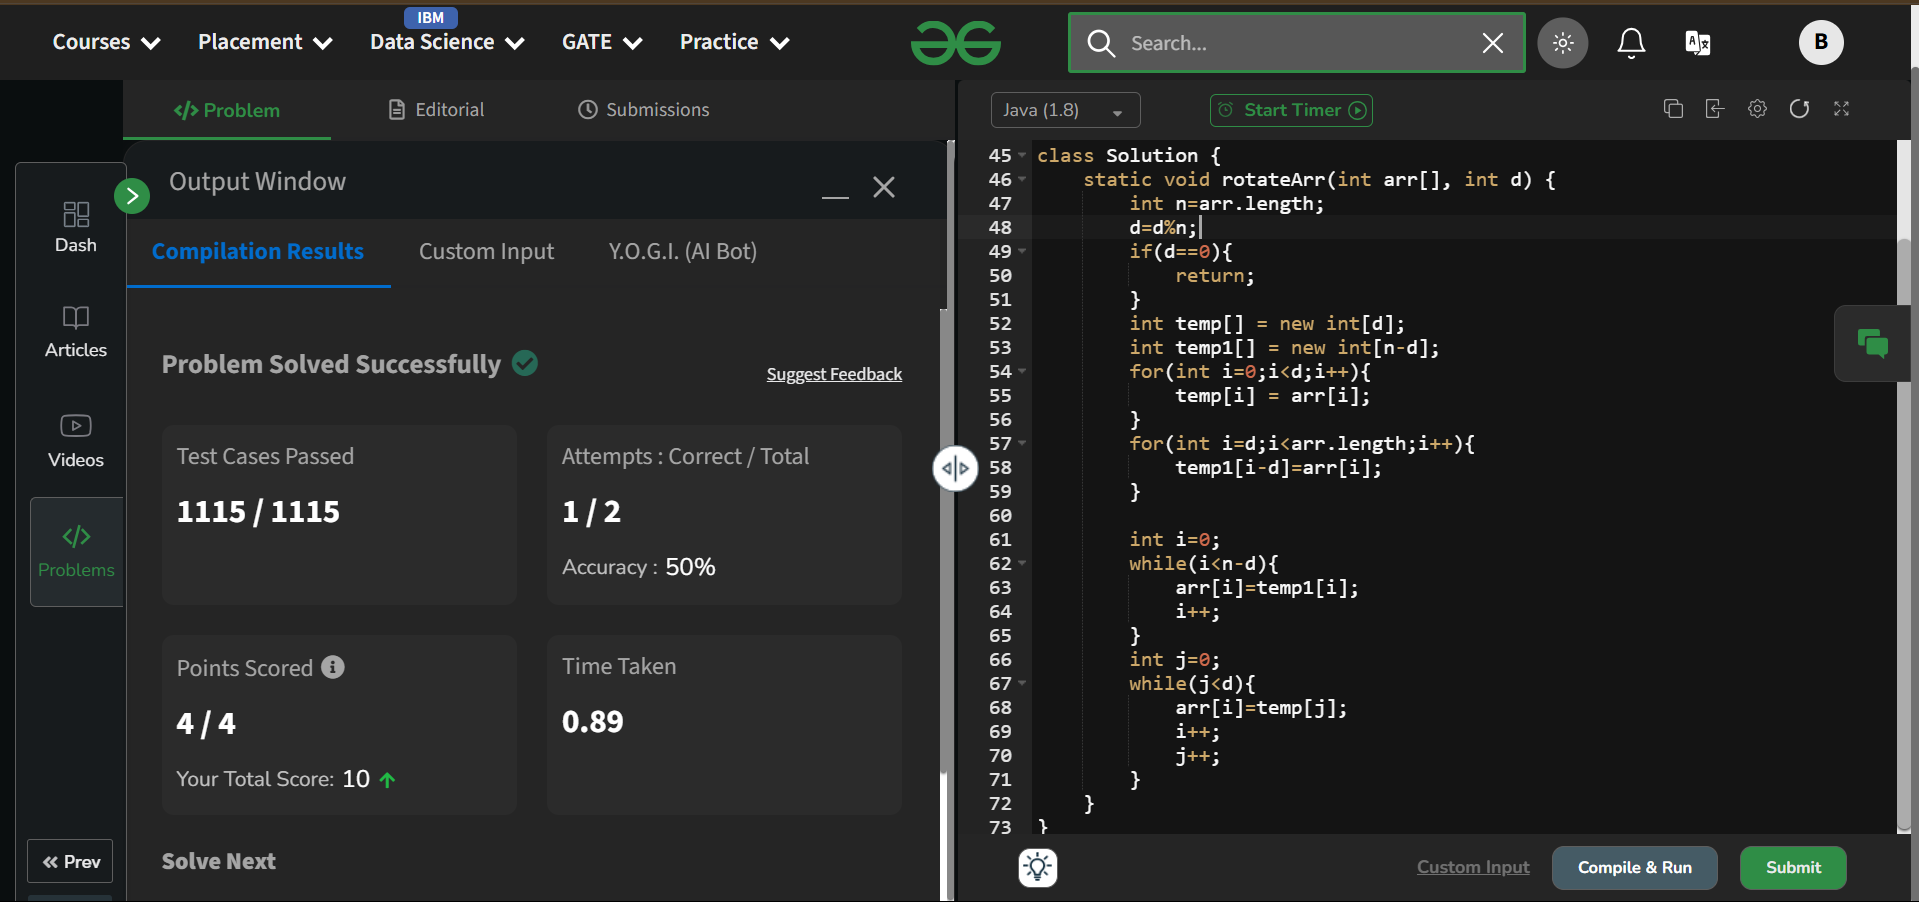 IBM
Courses Placement Data Science GATE Practice Search... B
</> Problem Editorial Submissions
Java (1.8) Start Timer
Dash
Articles
Videos
</>
Problems
Prev
Output Window
Compilation Results Custom Input Y.O.G.I. (AI Bot)
Problem Solved Successfully
Suggest Feedback
Test Cases Passed
1115 / 1115
Attempts : Correct / Total
1 / 2
Accuracy : 50%
Points Scored
4 / 4
Your Total Score: 10
Time Taken
0.89
Solve Next
45 class Solution {
46 static void rotateArr(int arr[], int d) {
47 int n=arr.length;
48 d=d%n;
49 if(d==0){
50 return;
51 }
52 int temp[] = new int[d];
53 int temp1[] = new int[n-d];
54 for(int i=0;i<d;i++){
55 temp[i] = arr[i];
56 }
57 for(int i=d;i<arr.length;i++){
58 temp1[i-d]=arr[i];
59 }
60
61 int i=0;
62 while(i<n-d){
63 arr[i]=temp1[i];
64 i++;
65 }
66 int j=0;
67 while(j<d){
68 arr[i]=temp[j];
69 i++;
70 j++;
71 }
72 }
73 }
Custom Input Compile & Run Submit